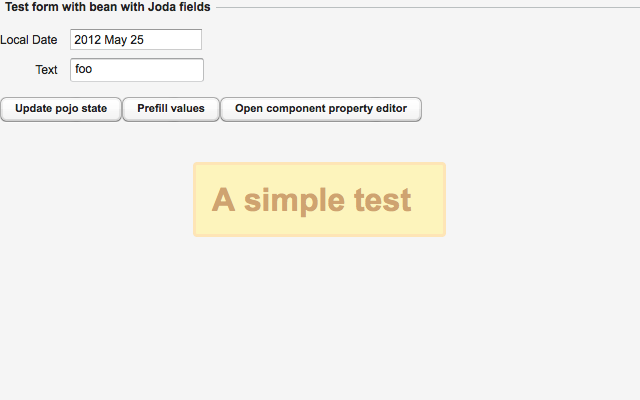 Test form with bean with Joda fields
Local Date 2012 May 25
Text foo
Update pojo state Prefill values Open component property editor
A simple test